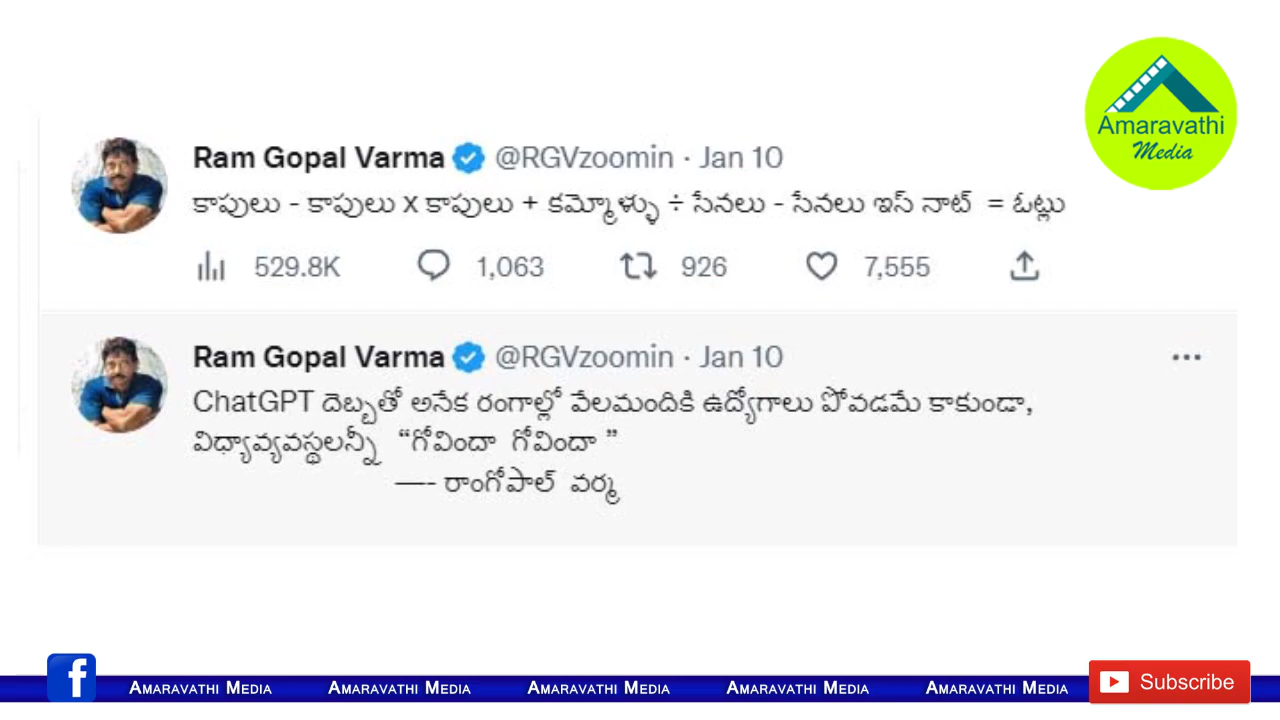 Amaravathi
Media
Ram Gopal Varma @RGVzoomin · Jan 10
కాపులు - కాపులు x కాపులు + కమ్మోళ్ళు ÷ సేనలు - సేనలు ఇస్ నాట్ = ఓట్లు
529.8K 1,063 926 7,555
Ram Gopal Varma @RGVzoomin · Jan 10 •••
ChatGPT దెబ్బతో అనేక రంగాల్లో వేలమందికి ఉద్యోగాలు పోవడమే కాకుండా,
విధ్యావ్యవస్థలన్నీ “గోవిందా గోవిందా ”
—- రాంగోపాల్ వర్మ
f Amaravathi Media Amaravathi Media Amaravathi Media Amaravathi Media Amaravathi Media Subscribe